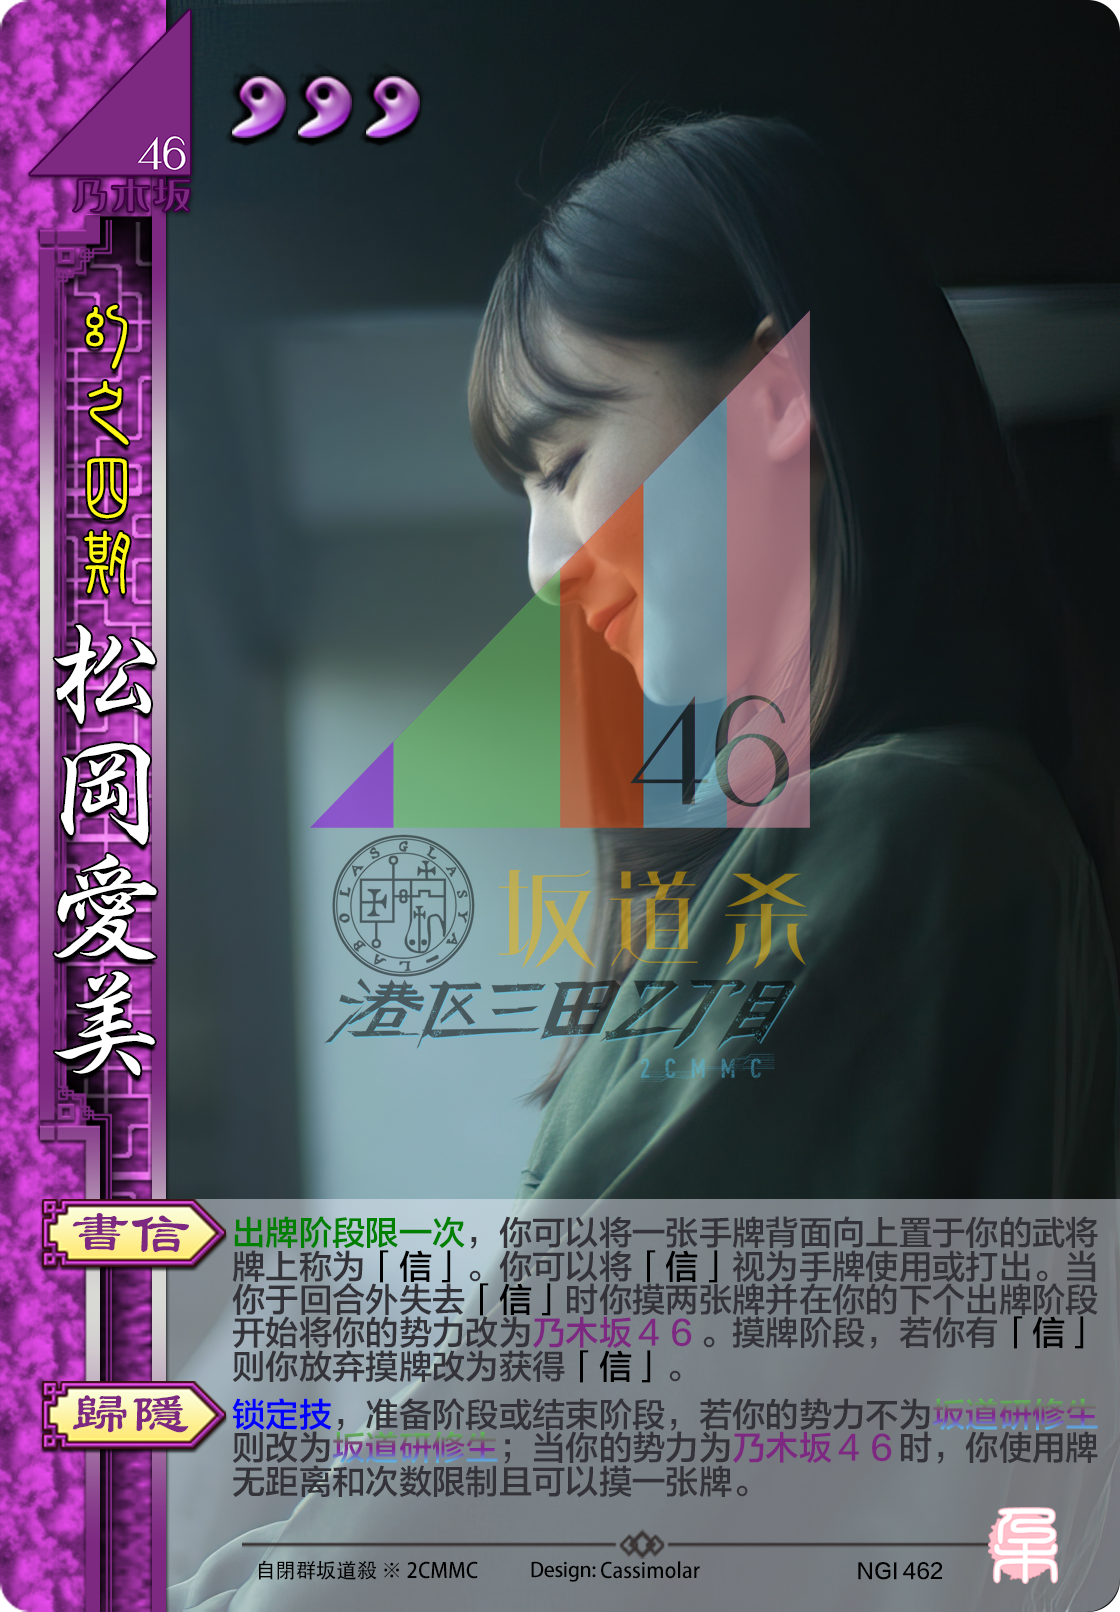 46
乃木坂
幻之四期
松岡愛美
46
GLASYA-LABOLAS
坂道杀
港区三田乙丁目
2CMMC
書信
出牌阶段限一次，你可以将一张手牌背面向上置于你的武将
牌上称为「信」。你可以将「信」视为手牌使用或打出。当
你于回合外失去「信」时你摸两张牌并在你的下个出牌阶段
开始将你的势力改为乃木坂４６。摸牌阶段，若你有「信」
则你放弃摸牌改为获得「信」。
歸隱
锁定技，准备阶段或结束阶段，若你的势力不为坂道研修生
则改为坂道研修生；当你的势力为乃木坂４６时，你使用牌
无距离和次数限制且可以摸一张牌。
自閉群坂道殺 ※ 2CMMC
Design: Cassimolar
NGI 462